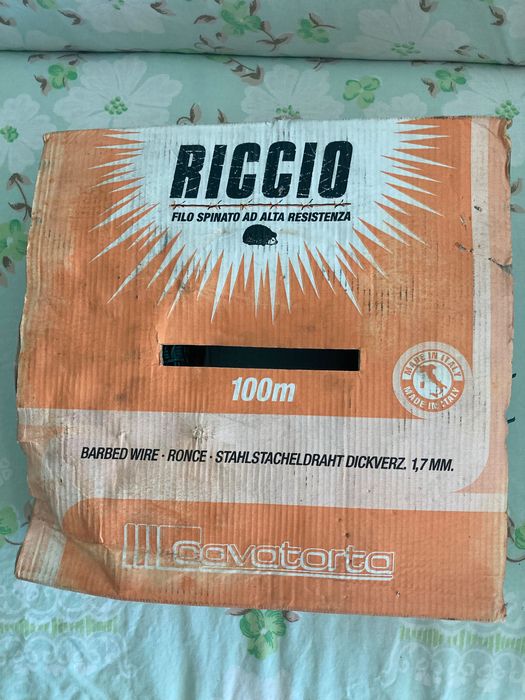 RICCIO
FILO SPINATO AD ALTA RESISTENZA
100m
MADE IN ITALY
MADE IN ITALY
BARBED WIRE · RONCE · STAHLSTACHELDRAHT DICKVERZ. 1,7 MM.
cavatorta